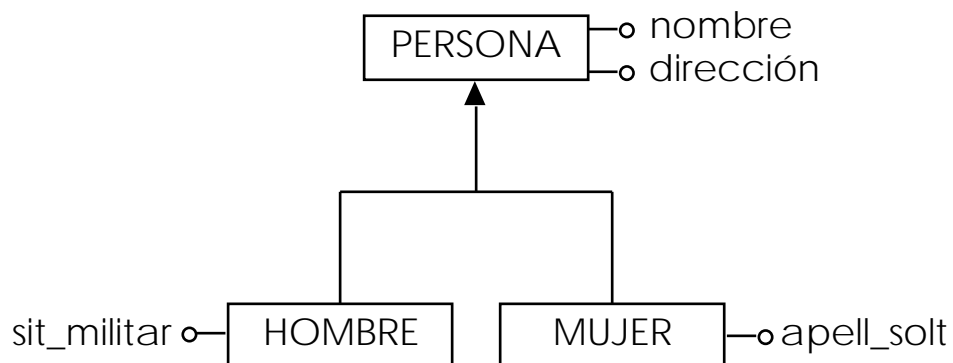 PERSONA
nombre
dirección
sit_militar
HOMBRE
MUJER
apell_solt